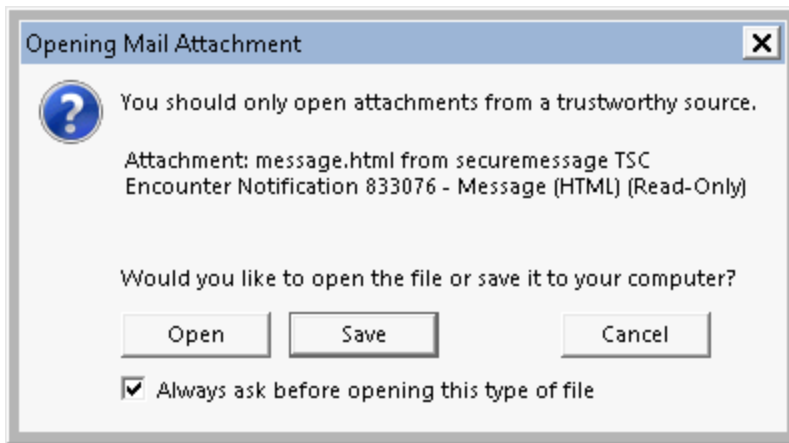 Opening Mail Attachment
You should only open attachments from a trustworthy source.
Attachment: message.html from securemessage TSC
Encounter Notification 833076 - Message (HTML) (Read-Only)
Would you like to open the file or save it to your computer?
Open Save Cancel
Always ask before opening this type of file